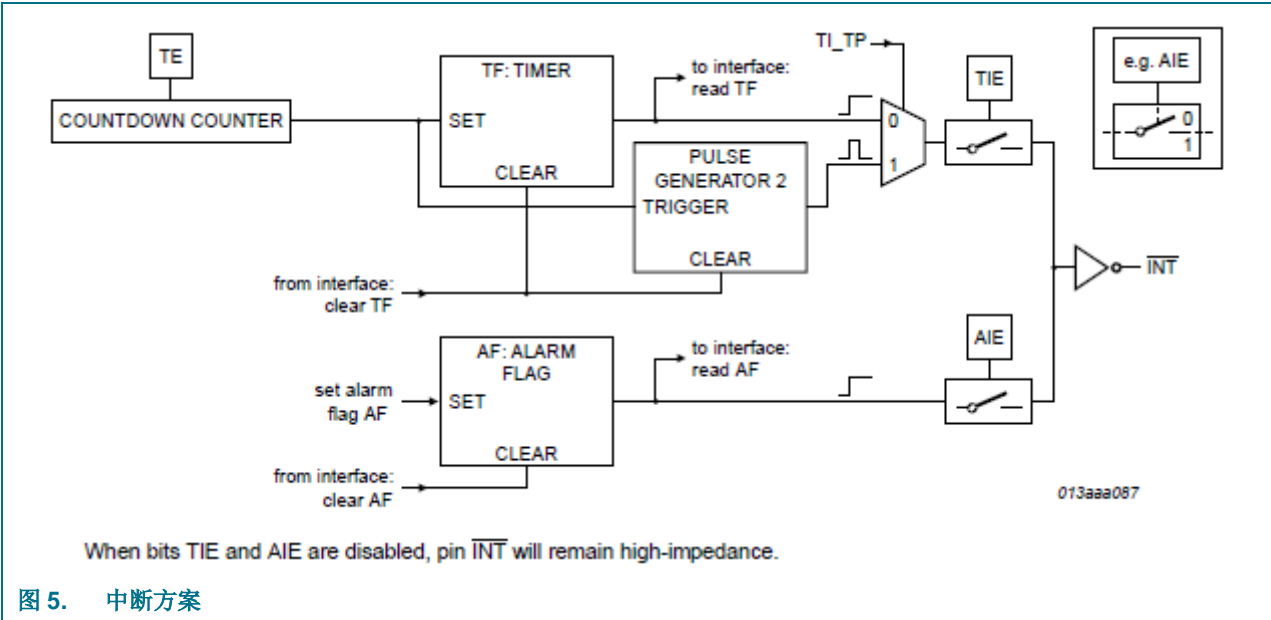 TE
COUNTDOWN COUNTER
TF: TIMER
SET
CLEAR
to interface:
read TF
TI_TP
0
1
TIE
e.g. AIE
0
1
PULSE
GENERATOR 2
TRIGGER
CLEAR
from interface:
clear TF
INT
AF: ALARM
FLAG
SET
CLEAR
set alarm
flag AF
to interface:
read AF
AIE
from interface:
clear AF
013aaa087
When bits TIE and AIE are disabled, pin INT will remain high-impedance.
图 5. 中断方案